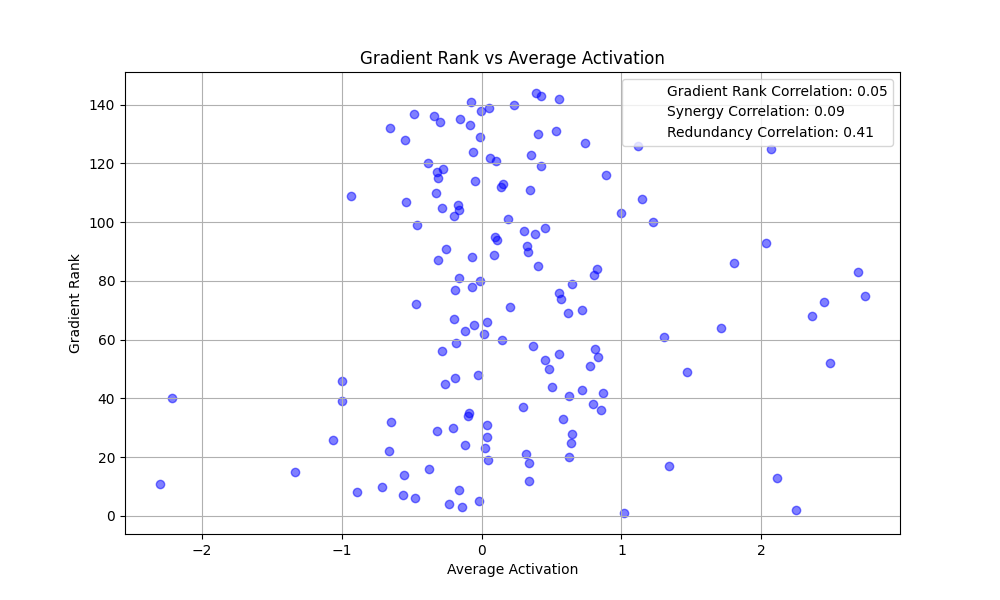 Gradient Rank vs Average Activation
Gradient Rank Correlation: 0.05
Synergy Correlation: 0.09
Redundancy Correlation: 0.41
140
120
100
80
60
40
20
0
Gradient Rank
−2 −1 0 1 2
Average Activation